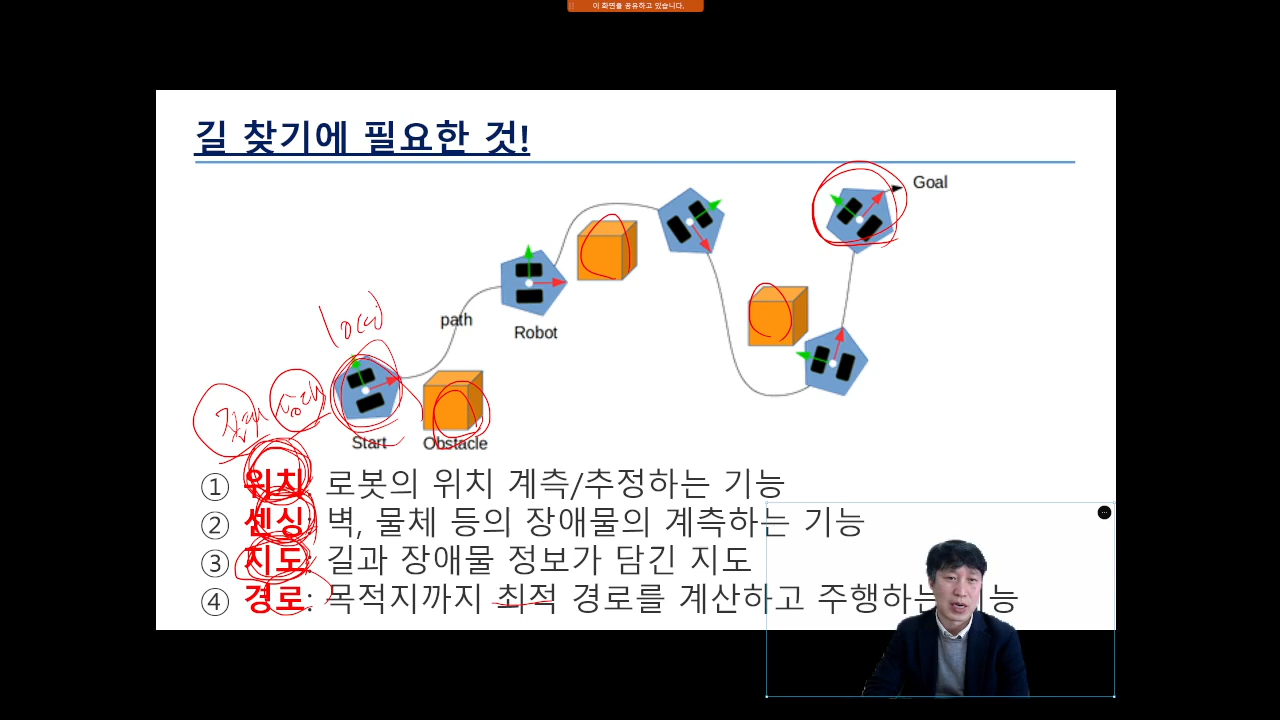 이 화면을 공유하고 있습니다.
길 찾기에 필요한 것!
Goal
path
Robot
local
절대
상대
Start
Obstacle
① 위치: 로봇의 위치 계측/추정하는 기능
② 센싱: 벽, 물체 등의 장애물의 계측하는 기능
③ 지도: 길과 장애물 정보가 담긴 지도
④ 경로: 목적지까지 최적 경로를 계산하고 주행하는 기능